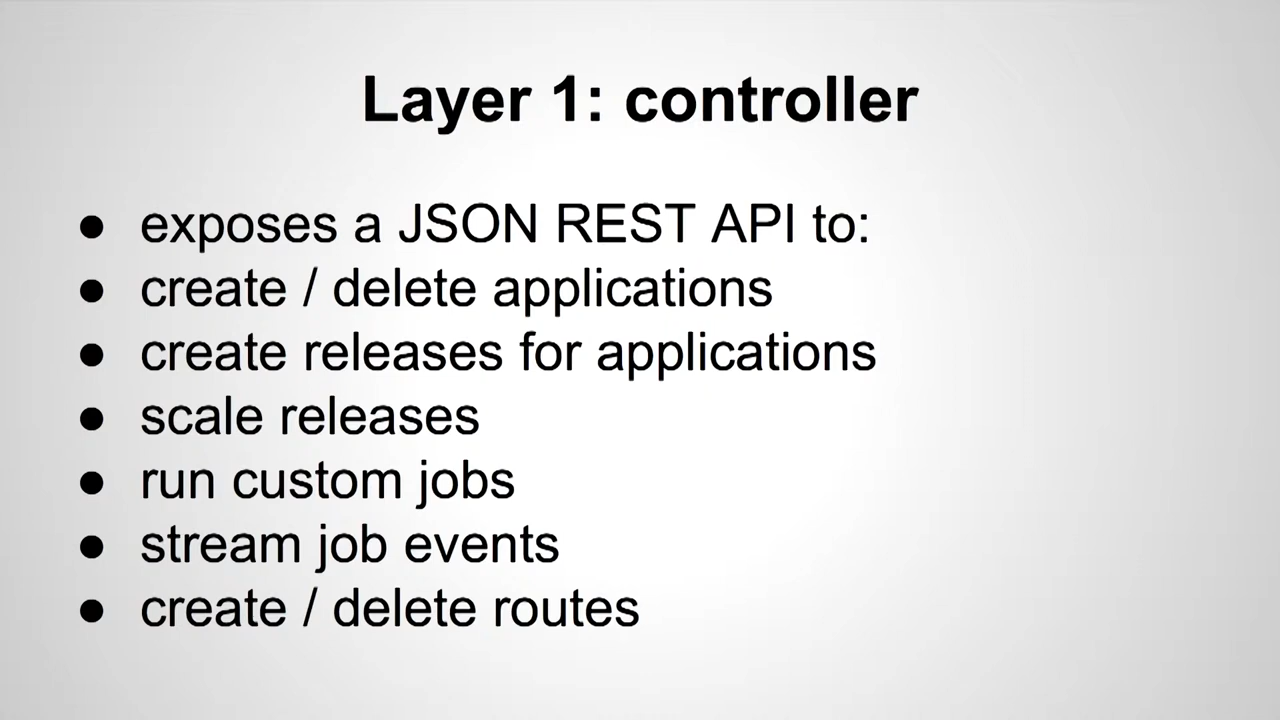 Layer 1: controller
● exposes a JSON REST API to:
● create / delete applications
● create releases for applications
● scale releases
● run custom jobs
● stream job events
● create / delete routes